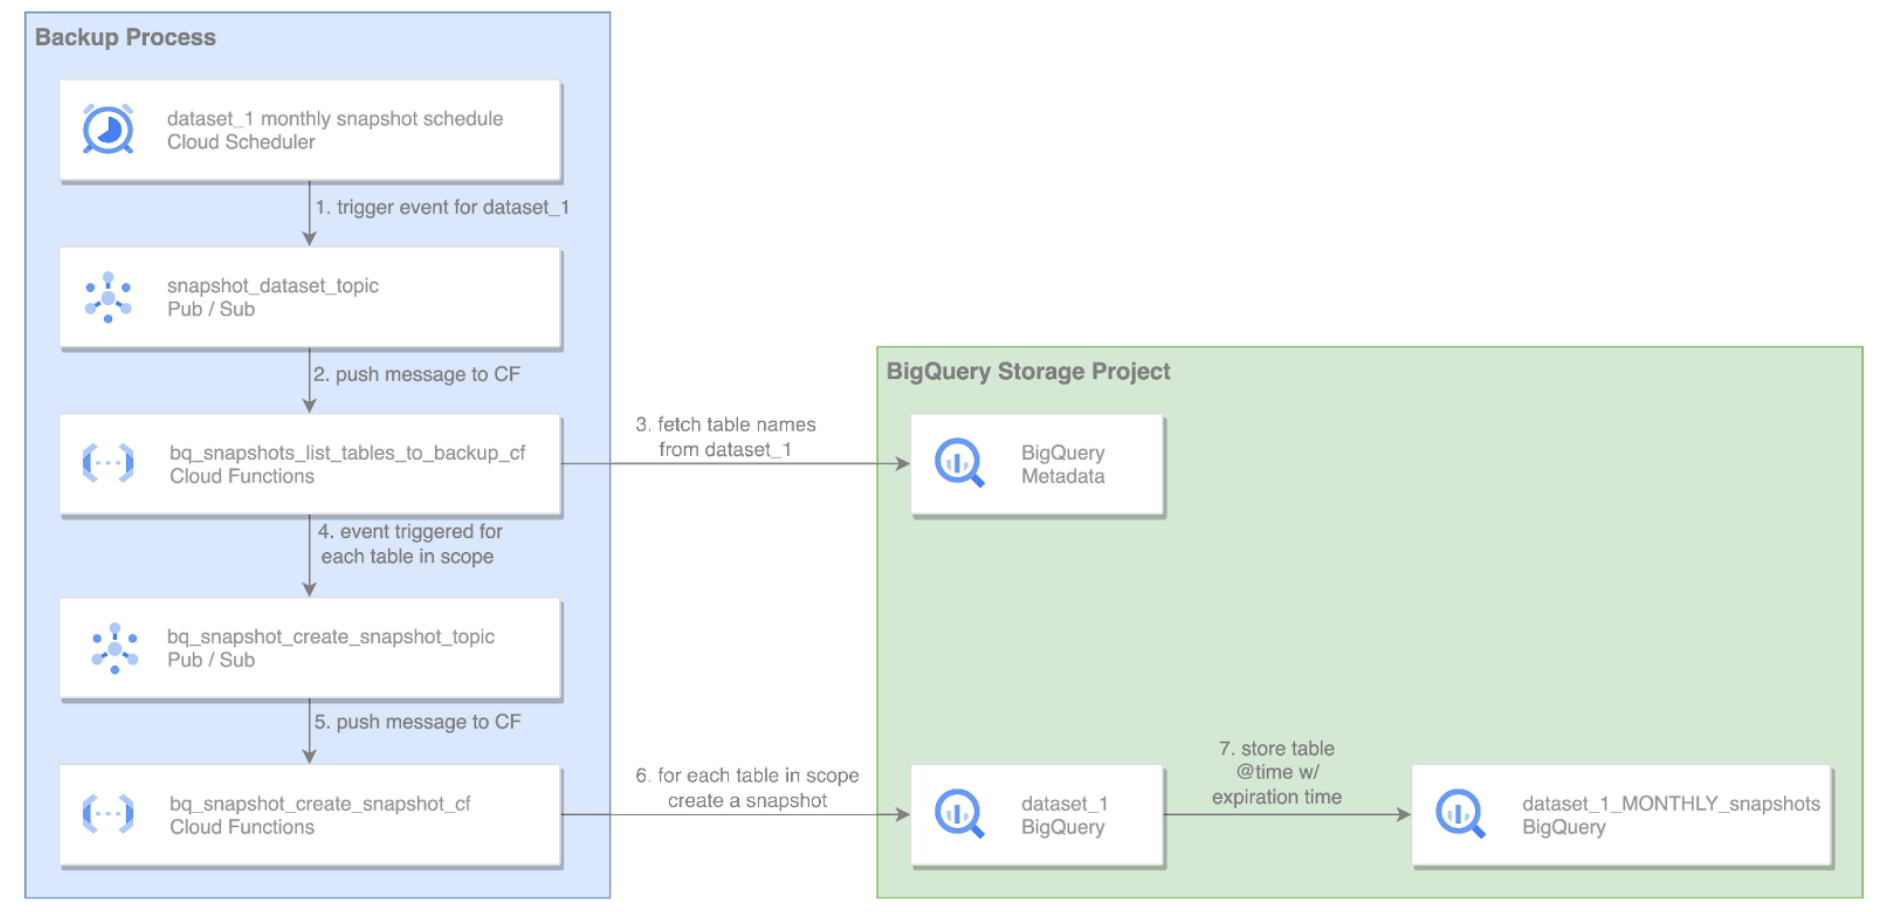 Backup Process
dataset_1 monthly snapshot schedule
Cloud Scheduler
1. trigger event for dataset_1
snapshot_dataset_topic
Pub / Sub
2. push message to CF
bq_snapshots_list_tables_to_backup_cf
Cloud Functions
3. fetch table names
from dataset_1
BigQuery Storage Project
BigQuery
Metadata
4. event triggered for
each table in scope
bq_snapshot_create_snapshot_topic
Pub / Sub
5. push message to CF
bq_snapshot_create_snapshot_cf
Cloud Functions
6. for each table in scope
create a snapshot
dataset_1
BigQuery
7. store table
@time w/
expiration time
dataset_1_MONTHLY_snapshots
BigQuery